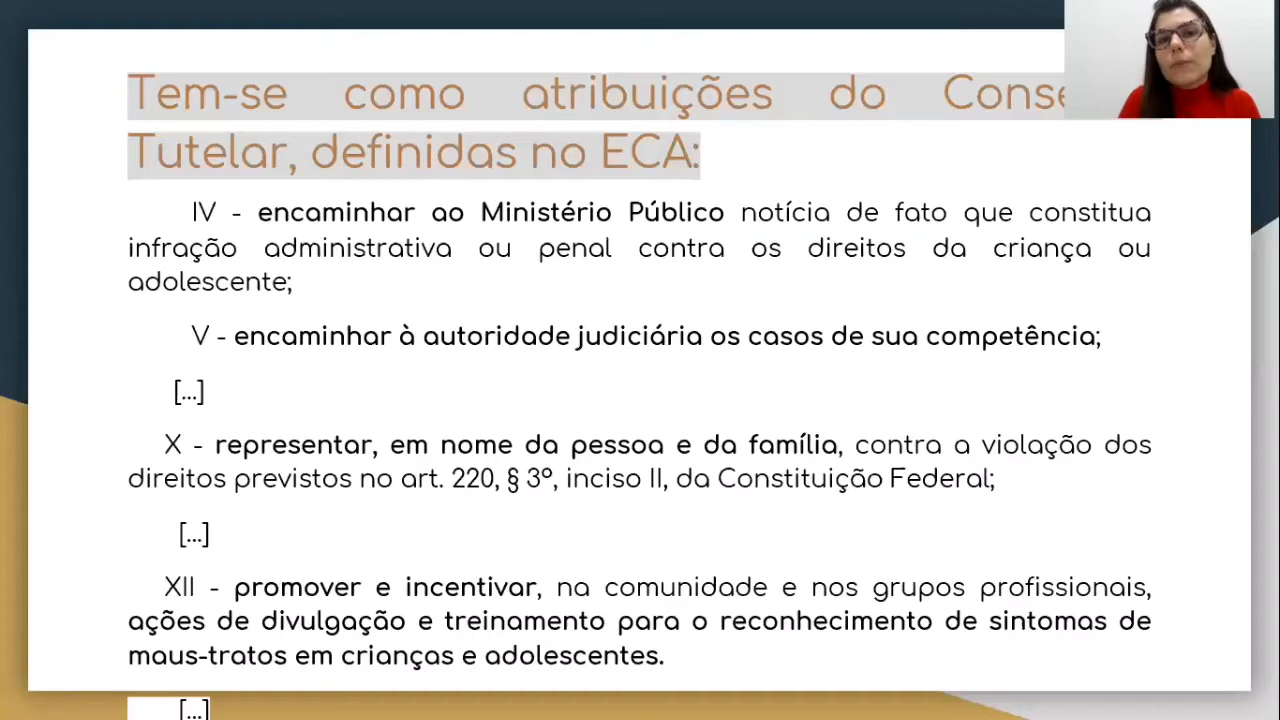 Tem-se como atribuições do
Tutelar, definidas no ECA:
IV - encaminhar ao Ministério Público notícia de fato que constitua
infração administrativa ou penal contra os direitos da criança ou
adolescente;
V - encaminhar à autoridade judiciária os casos de sua competência;
[...]
X - representar, em nome da pessoa e da família, contra a violação dos
direitos previstos no art. 220, § 3º, inciso II, da Constituição Federal;
[...]
XII - promover e incentivar, na comunidade e nos grupos profissionais,
ações de divulgação e treinamento para o reconhecimento de sintomas de
maus-tratos em crianças e adolescentes.
[...]